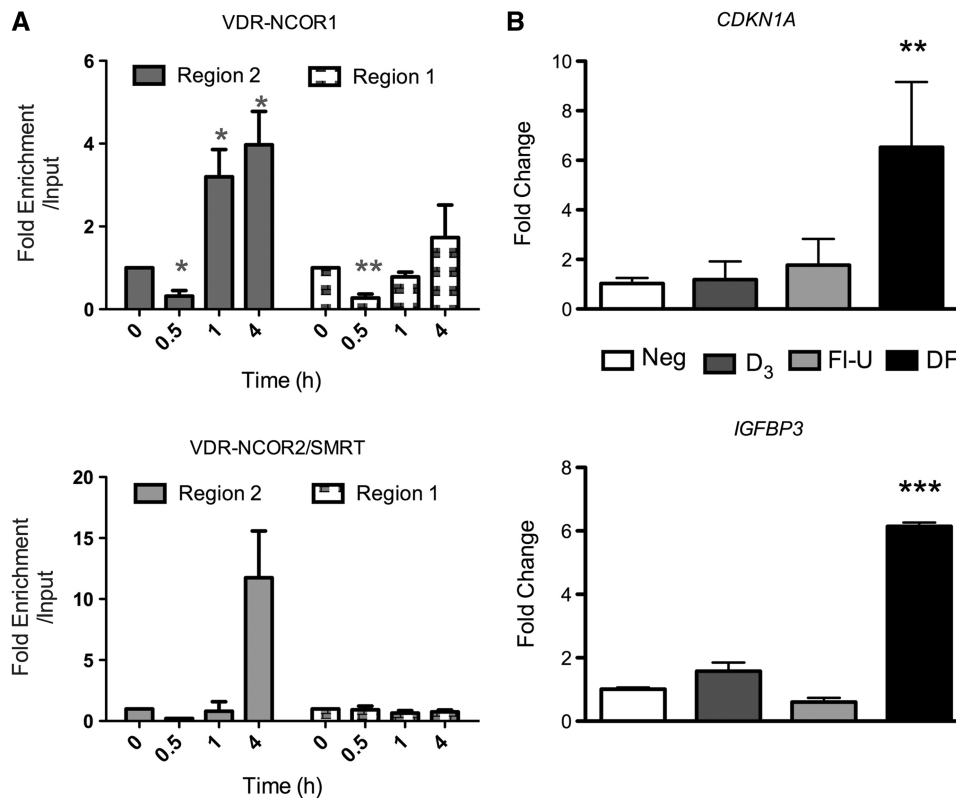 A
VDR-NCOR1
Fold Enrichment
/Input
6
4
2
0
Region 2
Region 1
*
*
*
**
0
0.5
1
4
0
0.5
1
4
Time (h)
VDR-NCOR2/SMRT
Fold Enrichment
/Input
20
15
10
5
0
Region 2
Region 1
0
0.5
1
4
0
0.5
1
4
Time (h)
B
CDKN1A
Fold Change
10
8
6
4
2
0
**
Neg
D3
FI-U
DF
IGFBP3
Fold Change
8
6
4
2
0
***